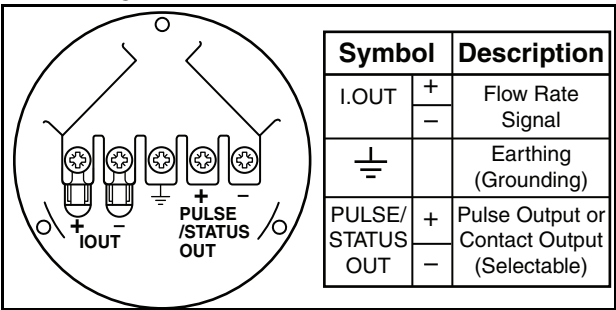 + −
IOUT
+ −
PULSE
/STATUS
OUT
Symbol Description
I.OUT + Flow Rate
− Signal
Earthing
(Grounding)
PULSE/ + Pulse Output or
STATUS Contact Output
OUT − (Selectable)